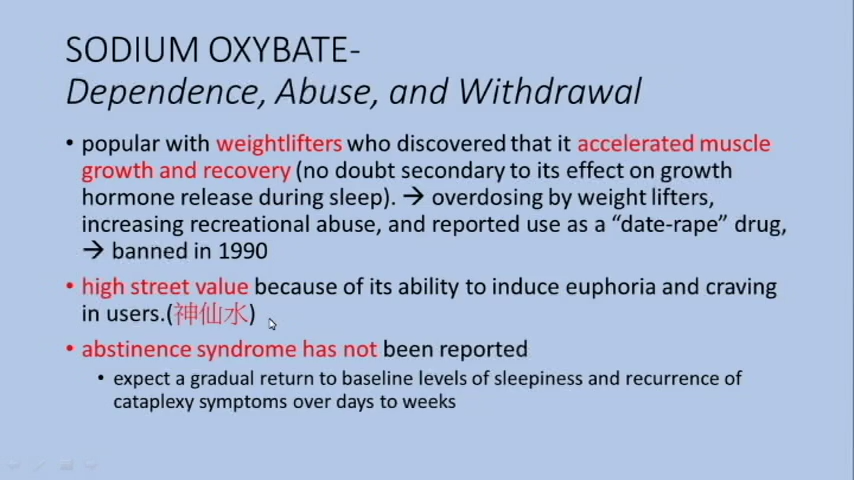 SODIUM OXYBATE-
Dependence, Abuse, and Withdrawal
• popular with weightlifters who discovered that it accelerated muscle
growth and recovery (no doubt secondary to its effect on growth
hormone release during sleep). → overdosing by weight lifters,
increasing recreational abuse, and reported use as a “date-rape” drug,
→ banned in 1990
• high street value because of its ability to induce euphoria and craving
in users.(神仙水)
• abstinence syndrome has not been reported
• expect a gradual return to baseline levels of sleepiness and recurrence of
cataplexy symptoms over days to weeks